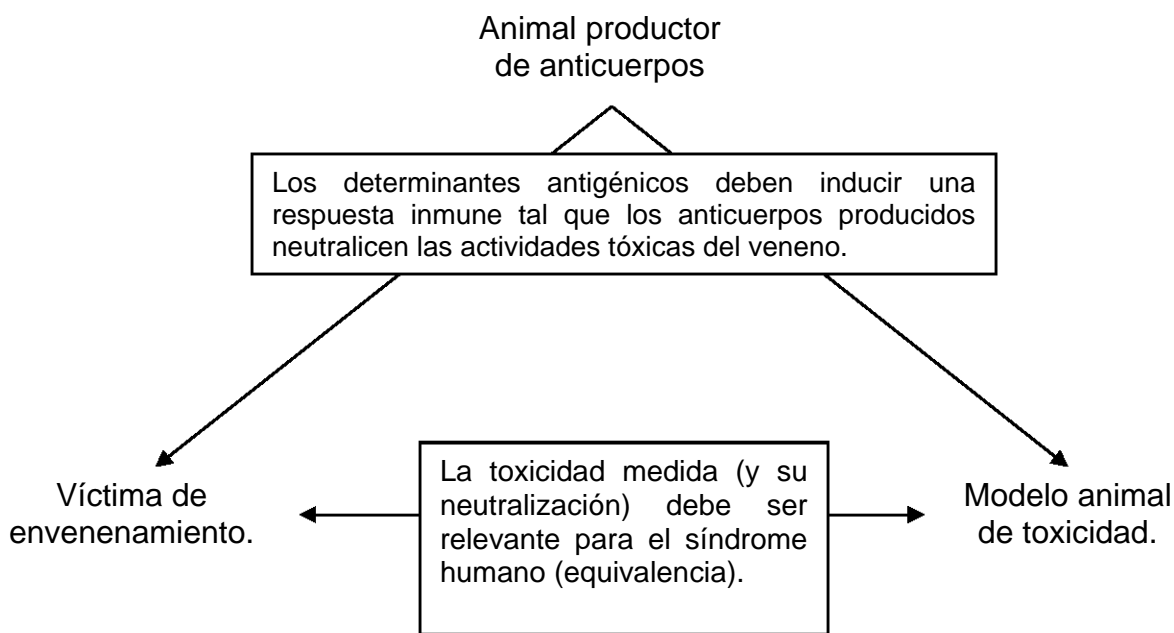 Animal productor
de anticuerpos
Los determinantes antigénicos deben inducir una
respuesta inmune tal que los anticuerpos producidos
neutralicen las actividades tóxicas del veneno.
Víctima de
envenenamiento.
La toxicidad medida (y su
neutralización) debe ser
relevante para el síndrome
humano (equivalencia).
Modelo animal
de toxicidad.